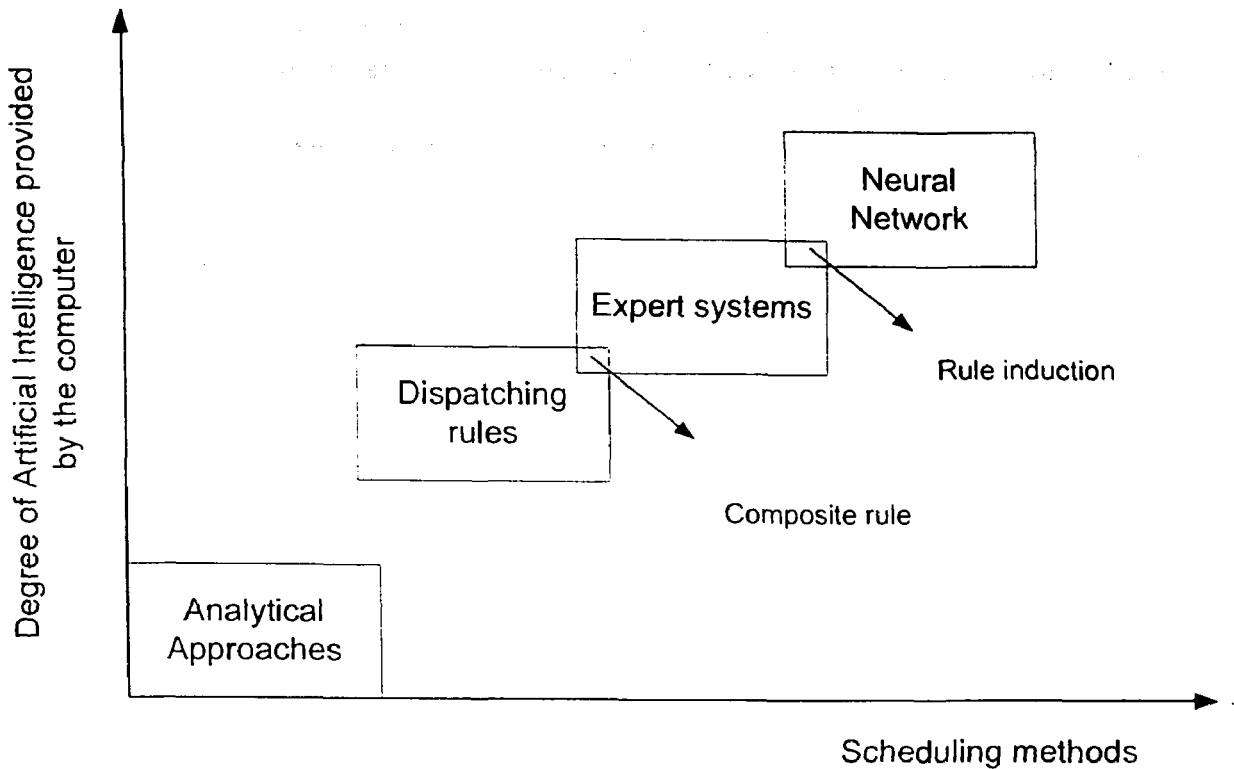 Degree of Artificial Intelligence provided
by the computer
Neural
Network
Expert systems
Rule induction
Dispatching
rules
Composite rule
Analytical
Approaches
Scheduling methods